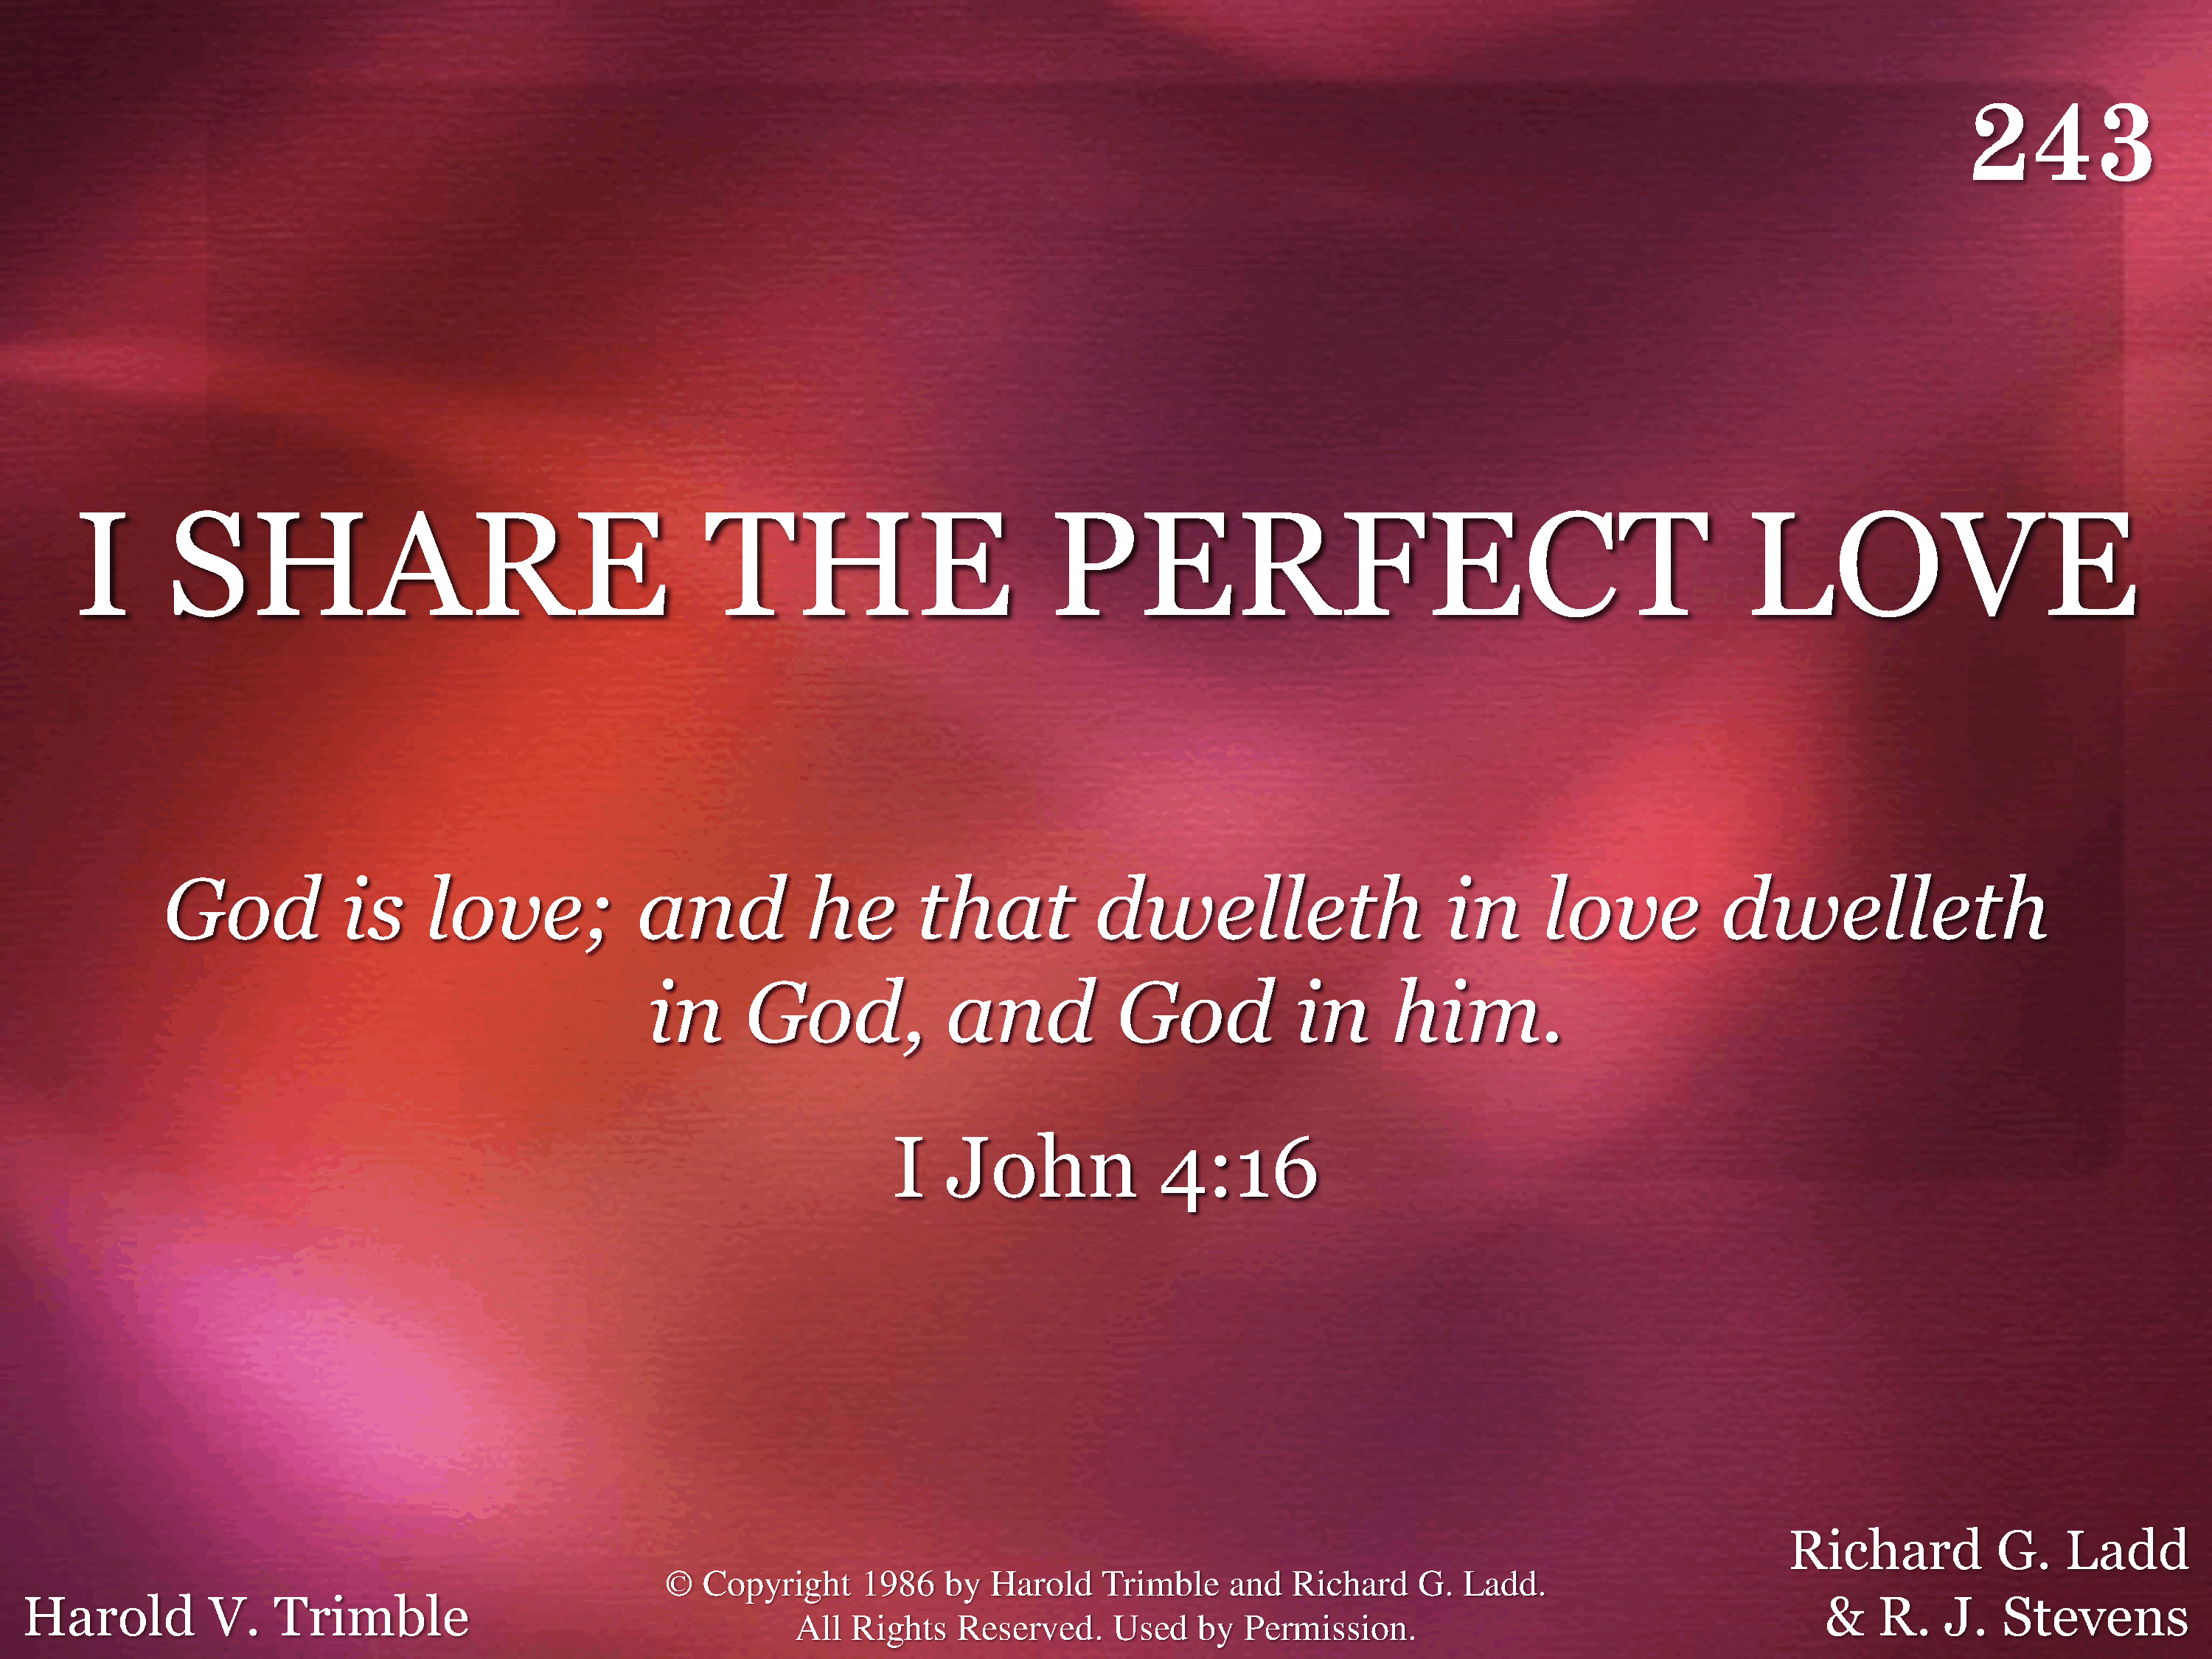 243
I SHARE THE PERFECT LOVE
God is love; and he that dwelleth in love dwelleth
in God, and God in him.
I John 4:16
Harold V. Trimble
© Copyright 1986 by Harold Trimble and Richard G. Ladd.
All Rights Reserved. Used by Permission.
Richard G. Ladd
& R. J. Stevens